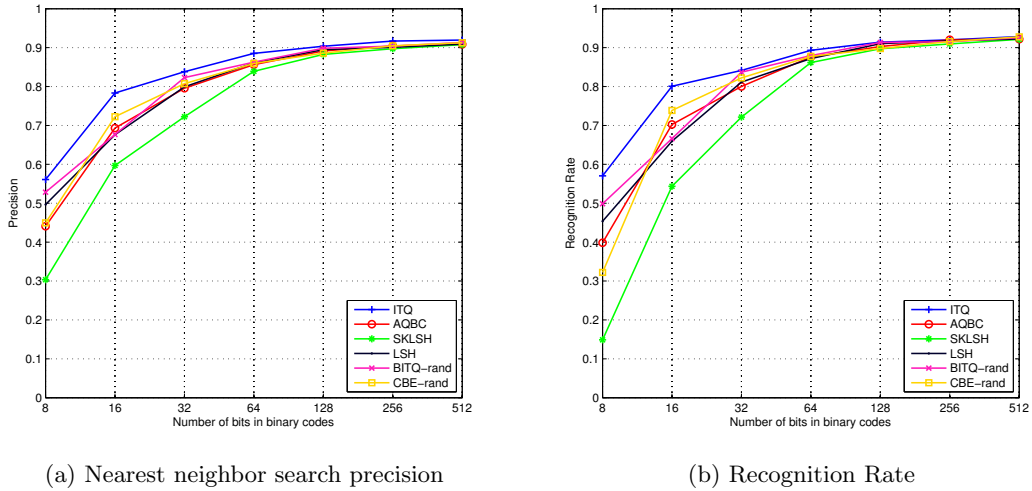 1
0.9
0.8
0.7
0.6
0.5
0.4
0.3
0.2
0.1
0
Precision
8 16 32 64 128 256 512
Number of bits in binary codes
ITQ
AQBC
SKLSH
LSH
BITQ−rand
CBE−rand
(a) Nearest neighbor search precision
1
0.9
0.8
0.7
0.6
0.5
0.4
0.3
0.2
0.1
0
Recognition Rate
8 16 32 64 128 256 512
Number of bits in binary codes
ITQ
AQBC
SKLSH
LSH
BITQ−rand
CBE−rand
(b) Recognition Rate